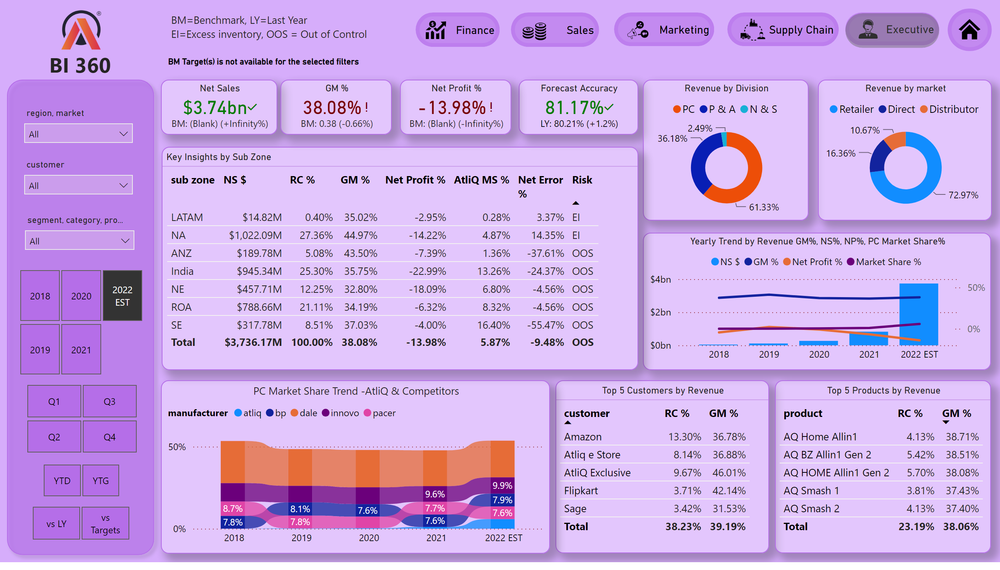 BI 360
®
BM=Benchmark, LY=Last Year
EI=Excess inventory, OOS = Out of Control
BM Target(s) is not available for the selected filters
Finance
Sales
Marketing
Supply Chain
Executive
region, market
All
customer
All
segment, category, pro...
All
2018
2020
2022
EST
2019
2021
Q1
Q3
Q2
Q4
YTD
YTG
vs LY
vs
Targets
Net Sales
$3.74bn
BM: (Blank) (+Infinity%)
GM %
38.08% !
BM: 0.38 (-0.66%)
Net Profit %
-13.98% !
BM: (Blank) (-Infinity%)
Forecast Accuracy
81.17%
LY: 80.21% (+1.2%)
Revenue by Division
PC P & A N & S
2.49%
36.18%
61.33%
Revenue by market
Retailer Direct Distributor
10.67%
16.36%
72.97%
Key Insights by Sub Zone
sub zone NS $ RC % GM % Net Profit % AtliQ MS % Net Error Risk
%
LATAM $14.82M 0.40% 35.02% -2.95% 0.28% 3.37% EI
NA $1,022.09M 27.36% 44.97% -14.22% 4.87% 14.35% EI
ANZ $189.78M 5.08% 43.50% -7.39% 1.36% -37.61% OOS
India $945.34M 25.30% 35.75% -22.99% 13.26% -24.37% OOS
NE $457.71M 12.25% 32.80% -18.09% 6.80% -4.56% OOS
ROA $788.66M 21.11% 34.19% -6.32% 8.32% -4.56% OOS
SE $317.78M 8.51% 37.03% -4.00% 16.40% -55.47% OOS
Total $3,736.17M 100.00% 38.08% -13.98% 5.87% -9.48% OOS
Yearly Trend by Revenue GM%, NS%, NP%, PC Market Share%
NS $ GM % Net Profit % Market Share %
$4bn
50%
$2bn
0%
$0bn
2018 2019 2020 2021 2022 EST
PC Market Share Trend -AtliQ & Competitors
manufacturer atliq bp dale innovo pacer
50%
9.9%
9.6%
7.9%
8.7% 8.1% 7.6% 7.7% 7.6%
7.8% 7.8% 7.6%
0%
2018 2019 2020 2021 2022 EST
Top 5 Customers by Revenue
customer RC % GM %
Amazon 13.30% 36.78%
Atliq e Store 8.14% 36.88%
AtliQ Exclusive 9.67% 46.01%
Flipkart 3.71% 42.14%
Sage 3.42% 31.53%
Total 38.23% 39.19%
Top 5 Products by Revenue
product RC % GM %
AQ Home Allin1 4.13% 38.71%
AQ BZ Allin1 Gen 2 5.42% 38.51%
AQ HOME Allin1 Gen 2 5.70% 38.08%
AQ Smash 1 3.81% 37.43%
AQ Smash 2 4.13% 37.40%
Total 23.19% 38.06%